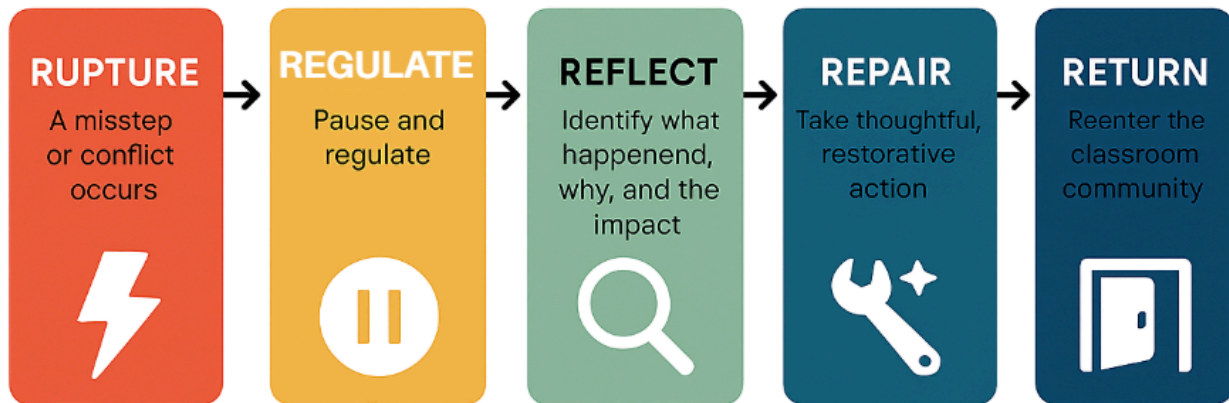 RUPTURE
A misstep
or conflict
occurs
REGULATE
Pause and
regulate
REFLECT
Identify what
happenend,
why, and the
impact
REPAIR
Take thoughtful,
restorative
action
RETURN
Reenter the
classroom
community